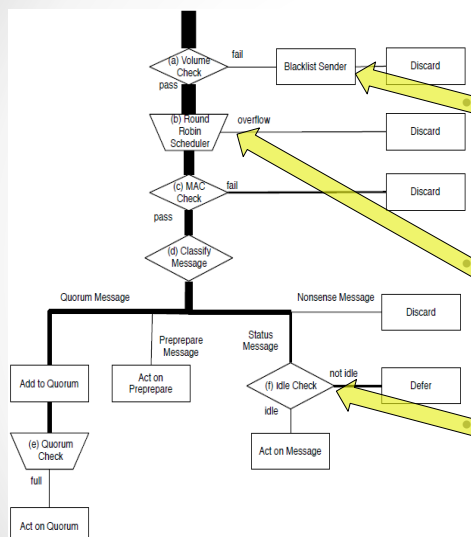 (a) Volume
Check
fail
Blacklist Sender
Discard
pass
(b) Round
Robin
Scheduler
overflow
Discard
(c) MAC
Check
fail
Discard
pass
(d) Classify
Message
Quorum Message
Nonsense Message
Discard
Preprepare
Message
Status
Message
Add to Quorum
Act on
Preprepare
(f) Idle Check
not idle
Defer
idle
(e) Quorum
Check
Act on Message
full
Act on Quorum